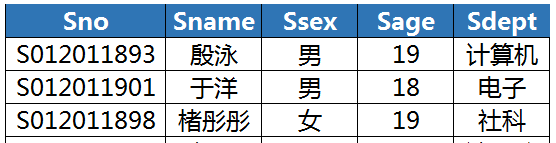 Sno Sname Ssex Sage Sdept
S012011893 殷泳 男 19 计算机
S012011901 于洋 男 18 电子
S012011898 楮彤彤 女 19 社科